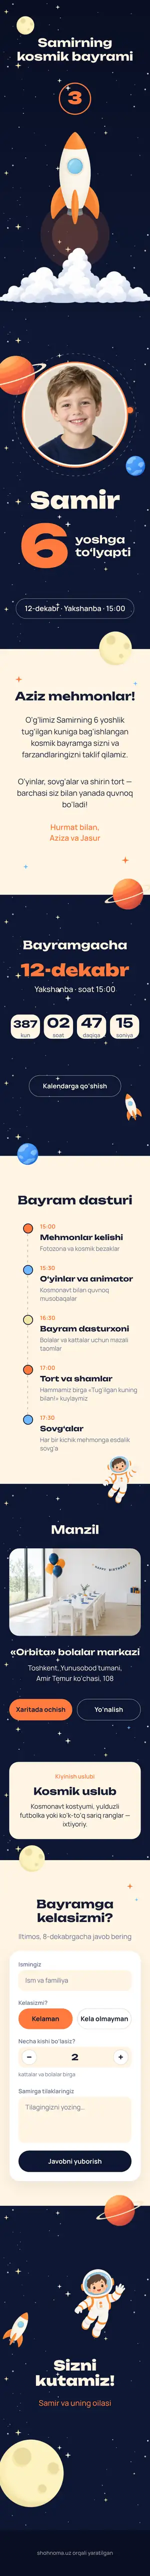 Samirning
kosmik bayrami
3
Samir
6 yoshga
to‘lyapti
12-dekabr · Yakshanba · 15:00
Aziz mehmonlar!
O‘g‘limiz Samirning 6 yoshlik
tug‘ilgan kuniga bag‘ishlangan
kosmik bayramga sizni va
farzandlaringizni taklif qilamiz.
O‘yinlar, sovg‘alar va shirin tort —
barchasi siz bilan yanada quvnoq
bo‘ladi!
Hurmat bilan,
Aziza va Jasur
Bayramgacha
12-dekabr
Yakshanba · soat 15:00
387 02 47 15
kun soat daqiqa soniya
Kalendarga qo‘shish
Bayram dasturi
15:00
Mehmonlar kelishi
Fotozona va kosmik bezaklar
15:30
O‘yinlar va animator
Kosmonavt bilan quvnoq
musobaqalar
16:30
Bayram dasturxoni
Bolalar va kattalar uchun mazali
taomlar
17:00
Tort va shamlar
Hammamiz birga «Tug‘ilgan kuning
bilan!» kuylaymiz
17:30
Sovg‘alar
Har bir kichik mehmonga esdalik
sovg‘a
Manzil
HAPPY BIRTHDAY
«Orbita» bolalar markazi
Toshkent, Yunusobod tumani,
Amir Temur ko‘chasi, 108
Xaritada ochish
Yo‘nalish
Kiyinish uslubi
Kosmik uslub
Kosmonavt kostyumi, yulduzli
futbolka yoki ko‘k-to‘q sariq ranglar —
ixtiyoriy.
Bayramga
kelasizmi?
Iltimos, 8-dekabrgacha javob bering
Ismingiz
Ism va familiya
Kelasizmi?
Kelaman
Kela olmayman
Necha kishi bo‘lasiz?
− 2 +
kattalar va bolalar birga
Samirga tilaklaringiz
Tilagingizni yozing...
Javobni yuborish
Sizni
kutamiz!
Samir va uning oilasi
shohnoma.uz orqali yaratilgan